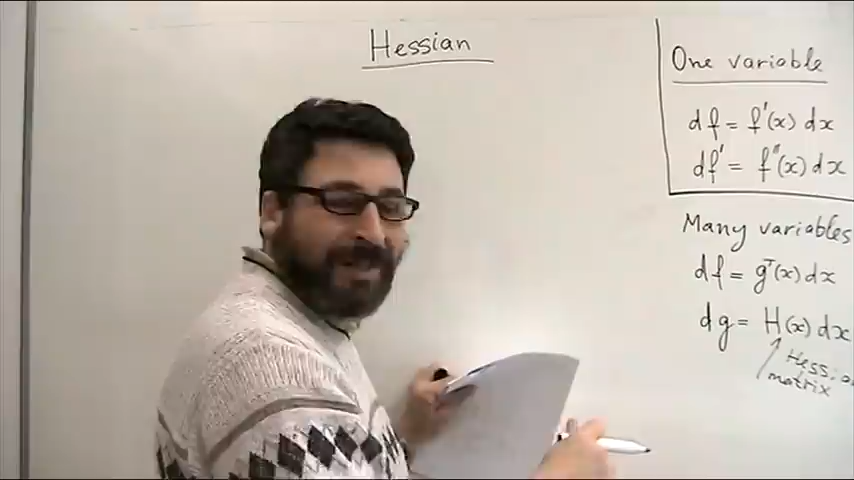 Hessian
One variable
df = f'(x) dx
df' = f''(x) dx
Many variables
df = gᵀ(x) dx
dg = H(x) dx
Hessian
matrix